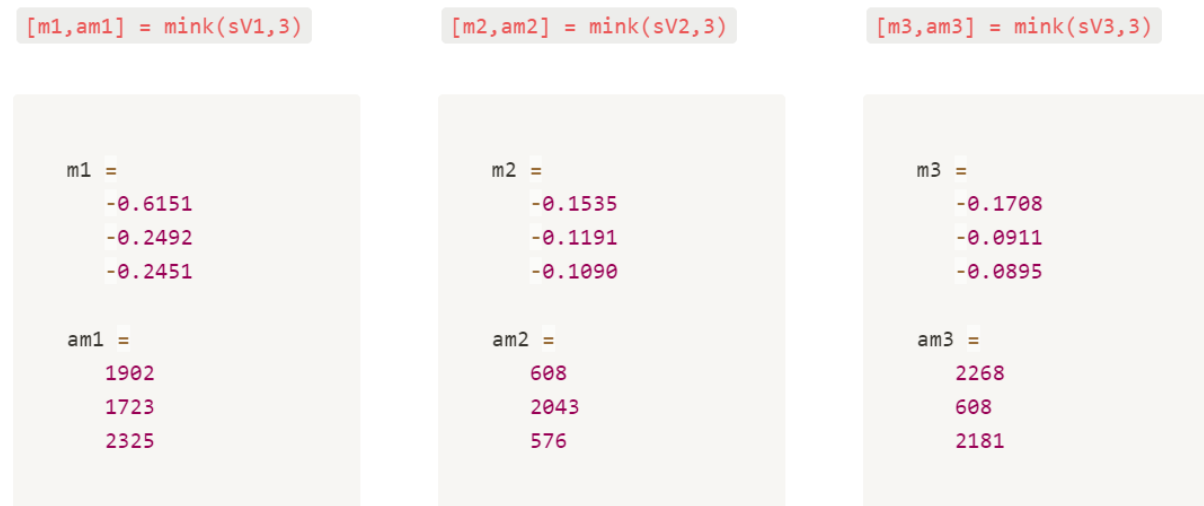 [m1,am1] = mink(sV1,3)
m1 =
-0.6151
-0.2492
-0.2451
am1 =
1902
1723
2325
[m2,am2] = mink(sV2,3)
m2 =
-0.1535
-0.1191
-0.1090
am2 =
608
2043
576
[m3,am3] = mink(sV3,3)
m3 =
-0.1708
-0.0911
-0.0895
am3 =
2268
608
2181